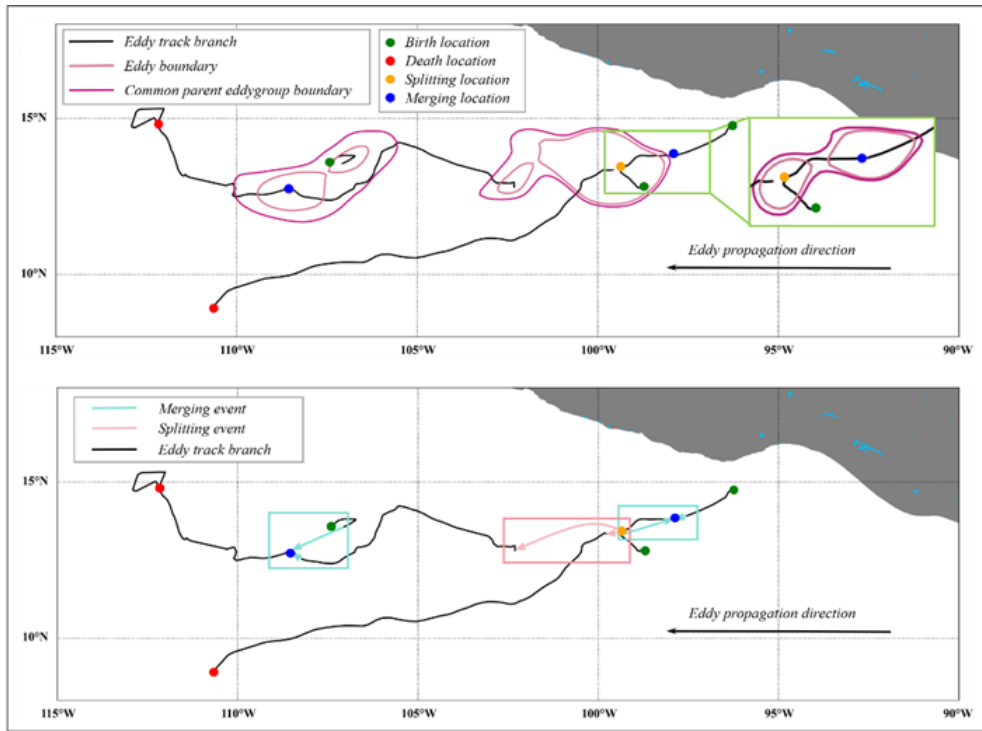 Eddy track branch
Eddy boundary
Common parent eddygroup boundary
Birth location
Death location
Splitting location
Merging location
15°N
10°N
Eddy propagation direction
115°W 110°W 105°W 100°W 95°W 90°W
Merging event
Splitting event
Eddy track branch
15°N
10°N
Eddy propagation direction
115°W 110°W 105°W 100°W 95°W 90°W